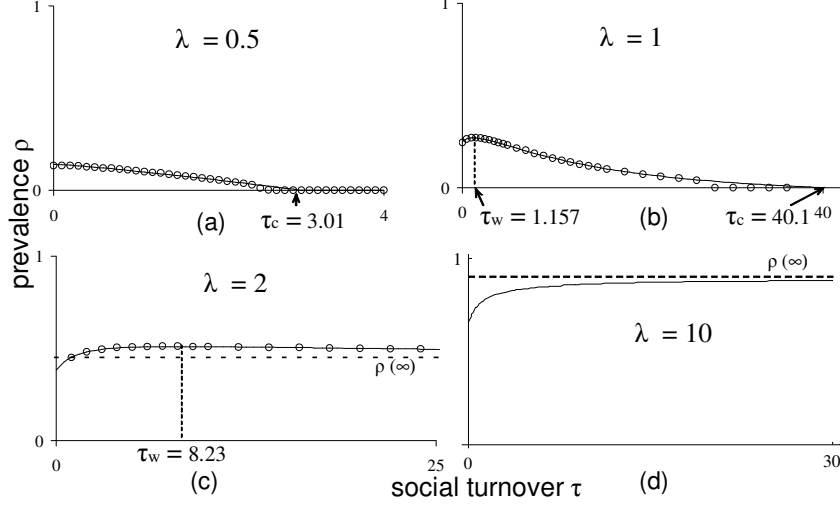 1
λ = 0.5
0
0
τc = 3.01
4
(a)
1
λ = 1
0
0
τw = 1.157
(b)
τc = 40.1
40
prevalence ρ
1
λ = 2
ρ (∞)
0
0
τw = 8.23
25
(c)
1
ρ (∞)
λ = 10
0
30
(d)
social turnover τ